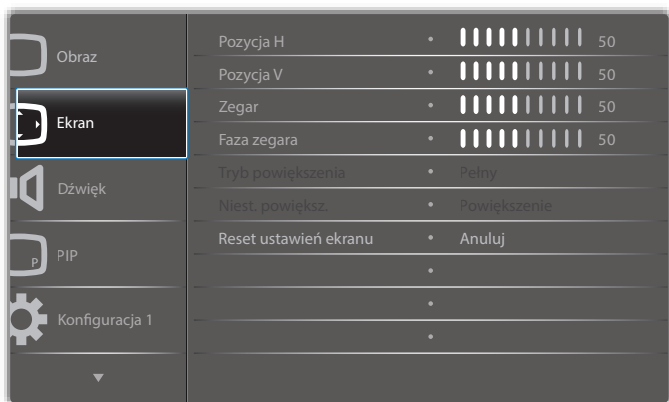 Obraz
Ekran
Dźwięk
P
PIP
Konfiguracja 1
Pozycja H • 50
Pozycja V • 50
Zegar • 50
Faza zegara • 50
Tryb powiększenia • Pełny
Niest. powiększ. • Powiększenie
Reset ustawień ekranu • Anuluj
•
•
•